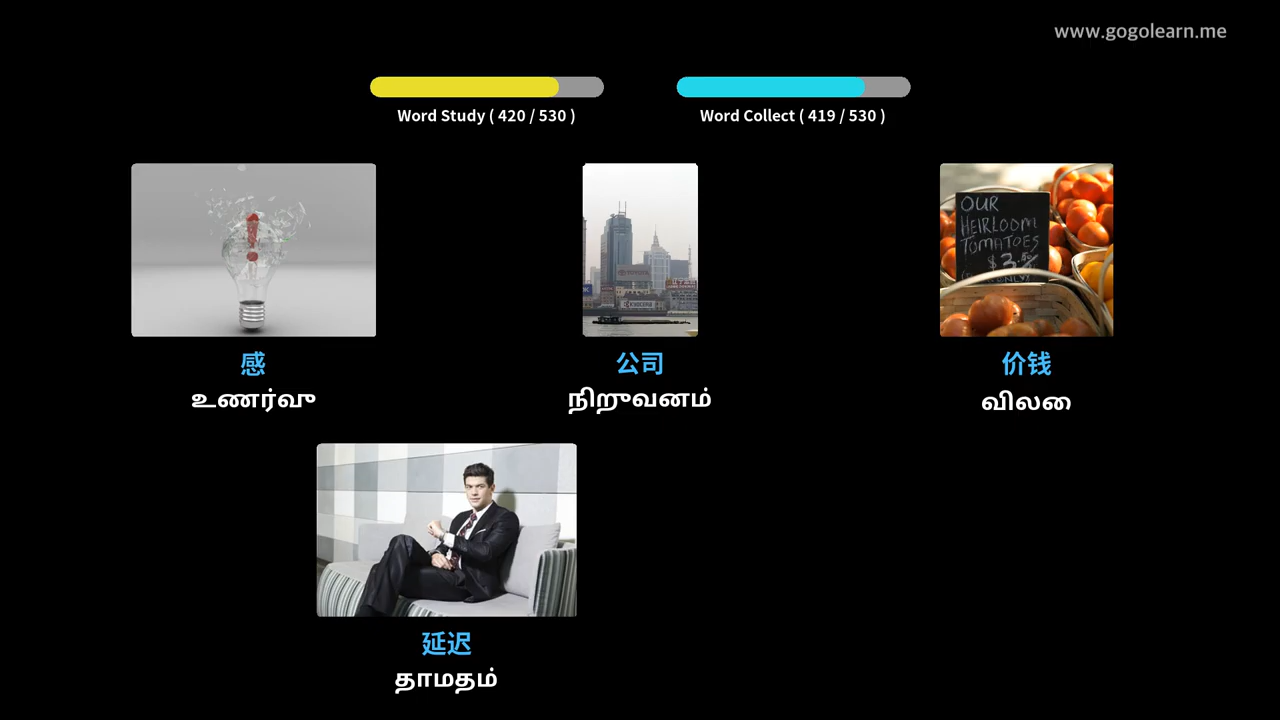 www.gogolearn.me
Word Study ( 420 / 530 )
Word Collect ( 419 / 530 )
OUR
HEIRLOOM
TOMATOES
TOYOTA
感
公司
价钱
உணர்வு
நிறுவனம்
விலை
延迟
தாமதம்